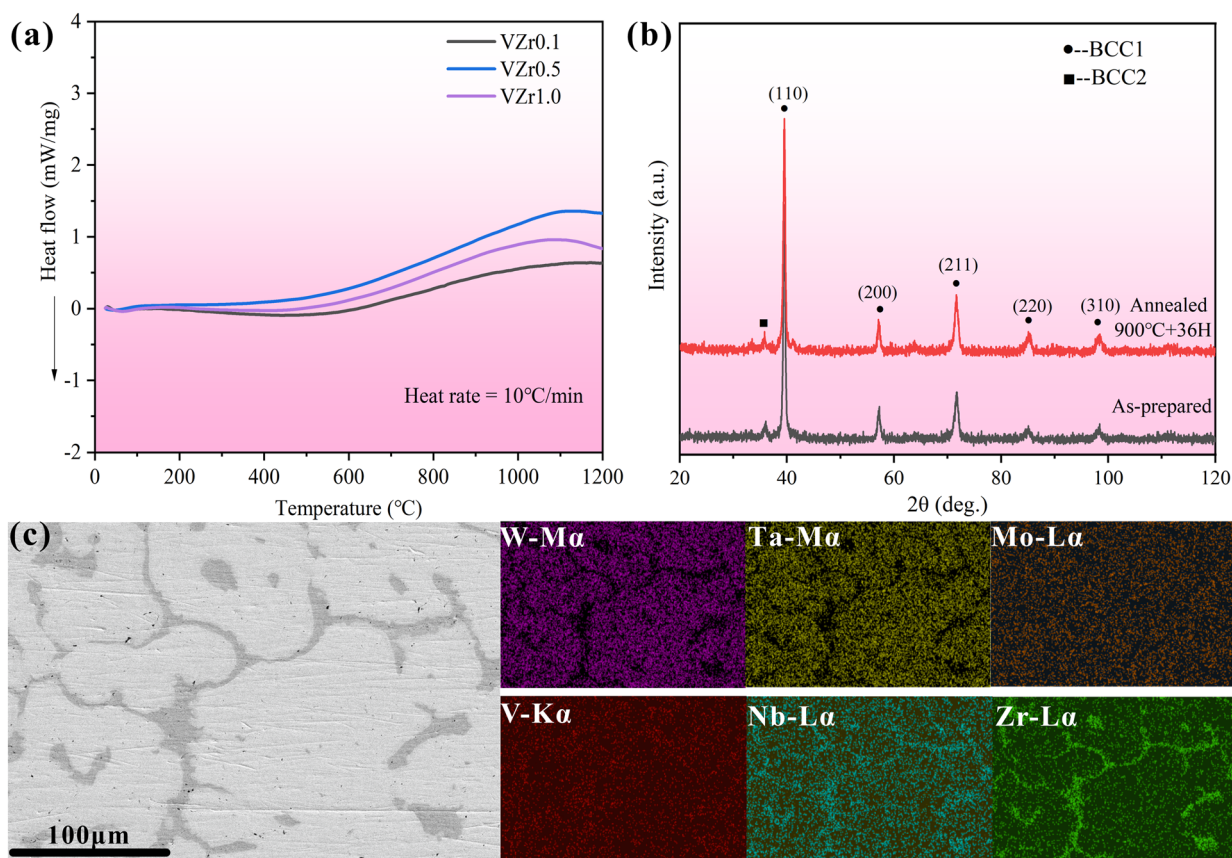 (a)
4
3
2
1
0
-1
-2
Heat flow (mW/mg)
VZr0.1
VZr0.5
VZr1.0
Heat rate = 10℃/min
0 200 400 600 800 1000 1200
Temperature (℃)
(b)
Intensity (a.u.)
●--BCC1
■--BCC2
(110)
(200)
(211)
(220)
(310)
Annealed
900℃+36H
As-prepared
20 40 60 80 100 120
2θ (deg.)
(c)
100μm
W-Mα
Ta-Mα
Mo-Lα
V-Kα
Nb-Lα
Zr-Lα